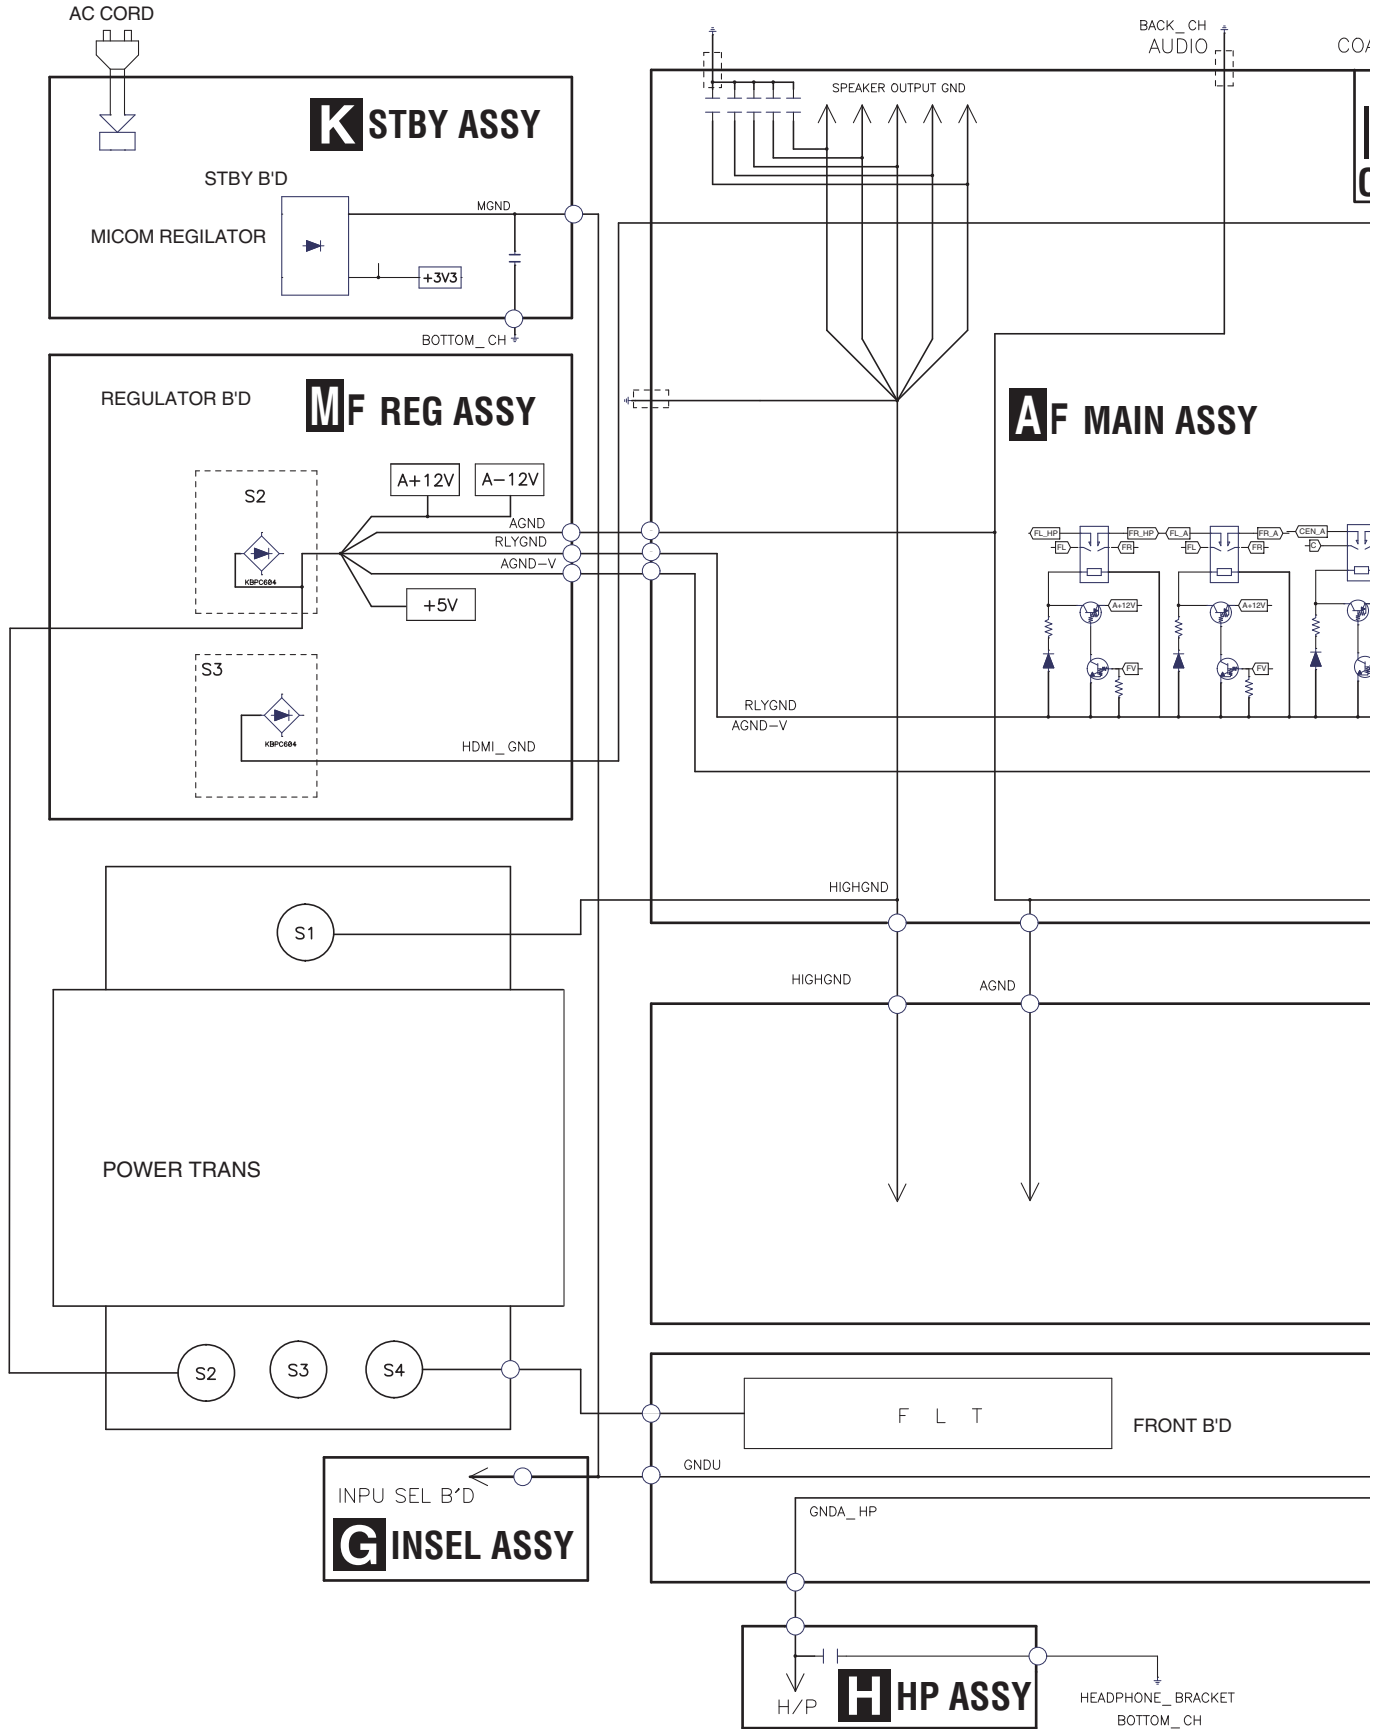 AC CORD
BACK_CH
AUDIO
K STBY ASSY
SPEAKER OUTPUT GND
STBY B'D
MGND
MICOM REGILATOR
+3V3
BOTTOM_CH
REGULATOR B'D
MF REG ASSY
AF MAIN ASSY
S2
A+12V
A-12V
KBPC604
AGND
RLYGND
AGND-V
+5V
FL_HP
FR_HP
FL_A
FR_A
CEN_A
FL
FR
FL
FR
C
A+12V
A+12V
FV
FV
S3
KBPC604
HDMI_GND
RLYGND
AGND-V
HIGHGND
S1
HIGHGND
AGND
POWER TRANS
S2
S3
S4
F L T
FRONT B'D
GNDU
INPU SEL B'D
G INSEL ASSY
GNDA_HP
H/P
H HP ASSY
HEADPHONE_BRACKET
BOTTOM_CH